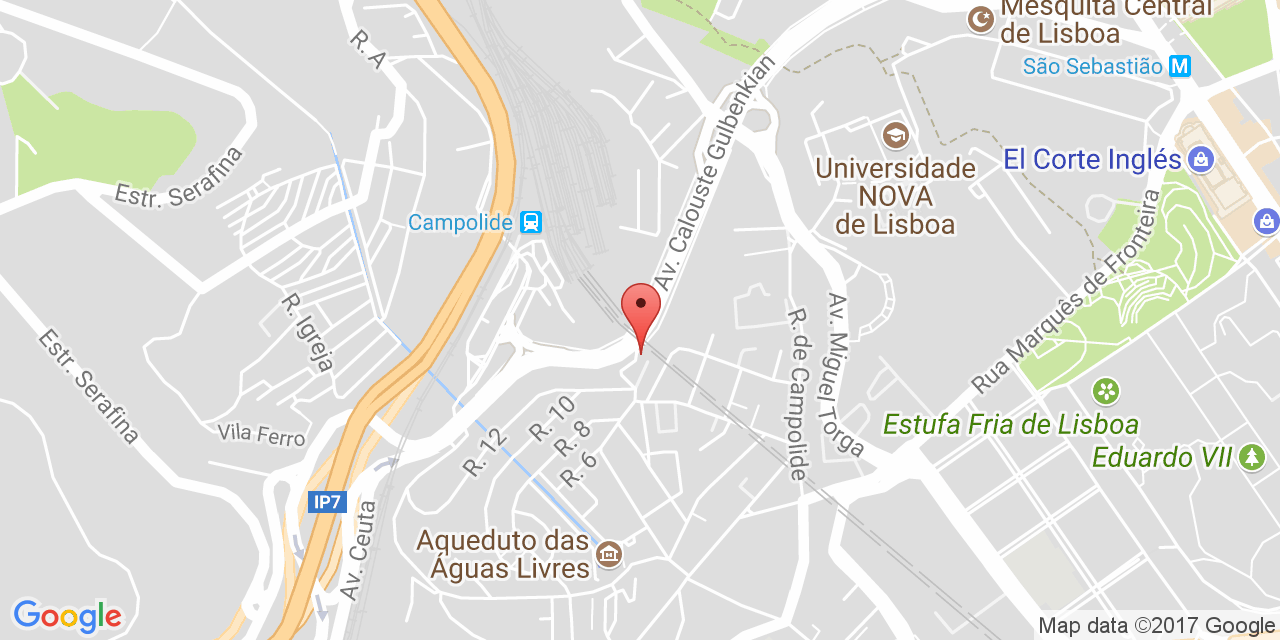 Mesquita Central
de Lisboa
São Sebastião M
R. A
Av. Calouste Gulbenkian
Universidade
NOVA
de Lisboa
El Corte Inglés
Estr. Serafina
Campolide
Rua Marquês de Fronteira
R. Igreja
Av. Miguel Torga
R. de Campolide
Estr. Serafina
Estufa Fria de Lisboa
Eduardo VII
Vila Ferro
R. 12
R. 10
R. 8
R. 6
IP7
Av. Ceuta
Aqueduto das
Águas Livres
Google
Map data ©2017 Google